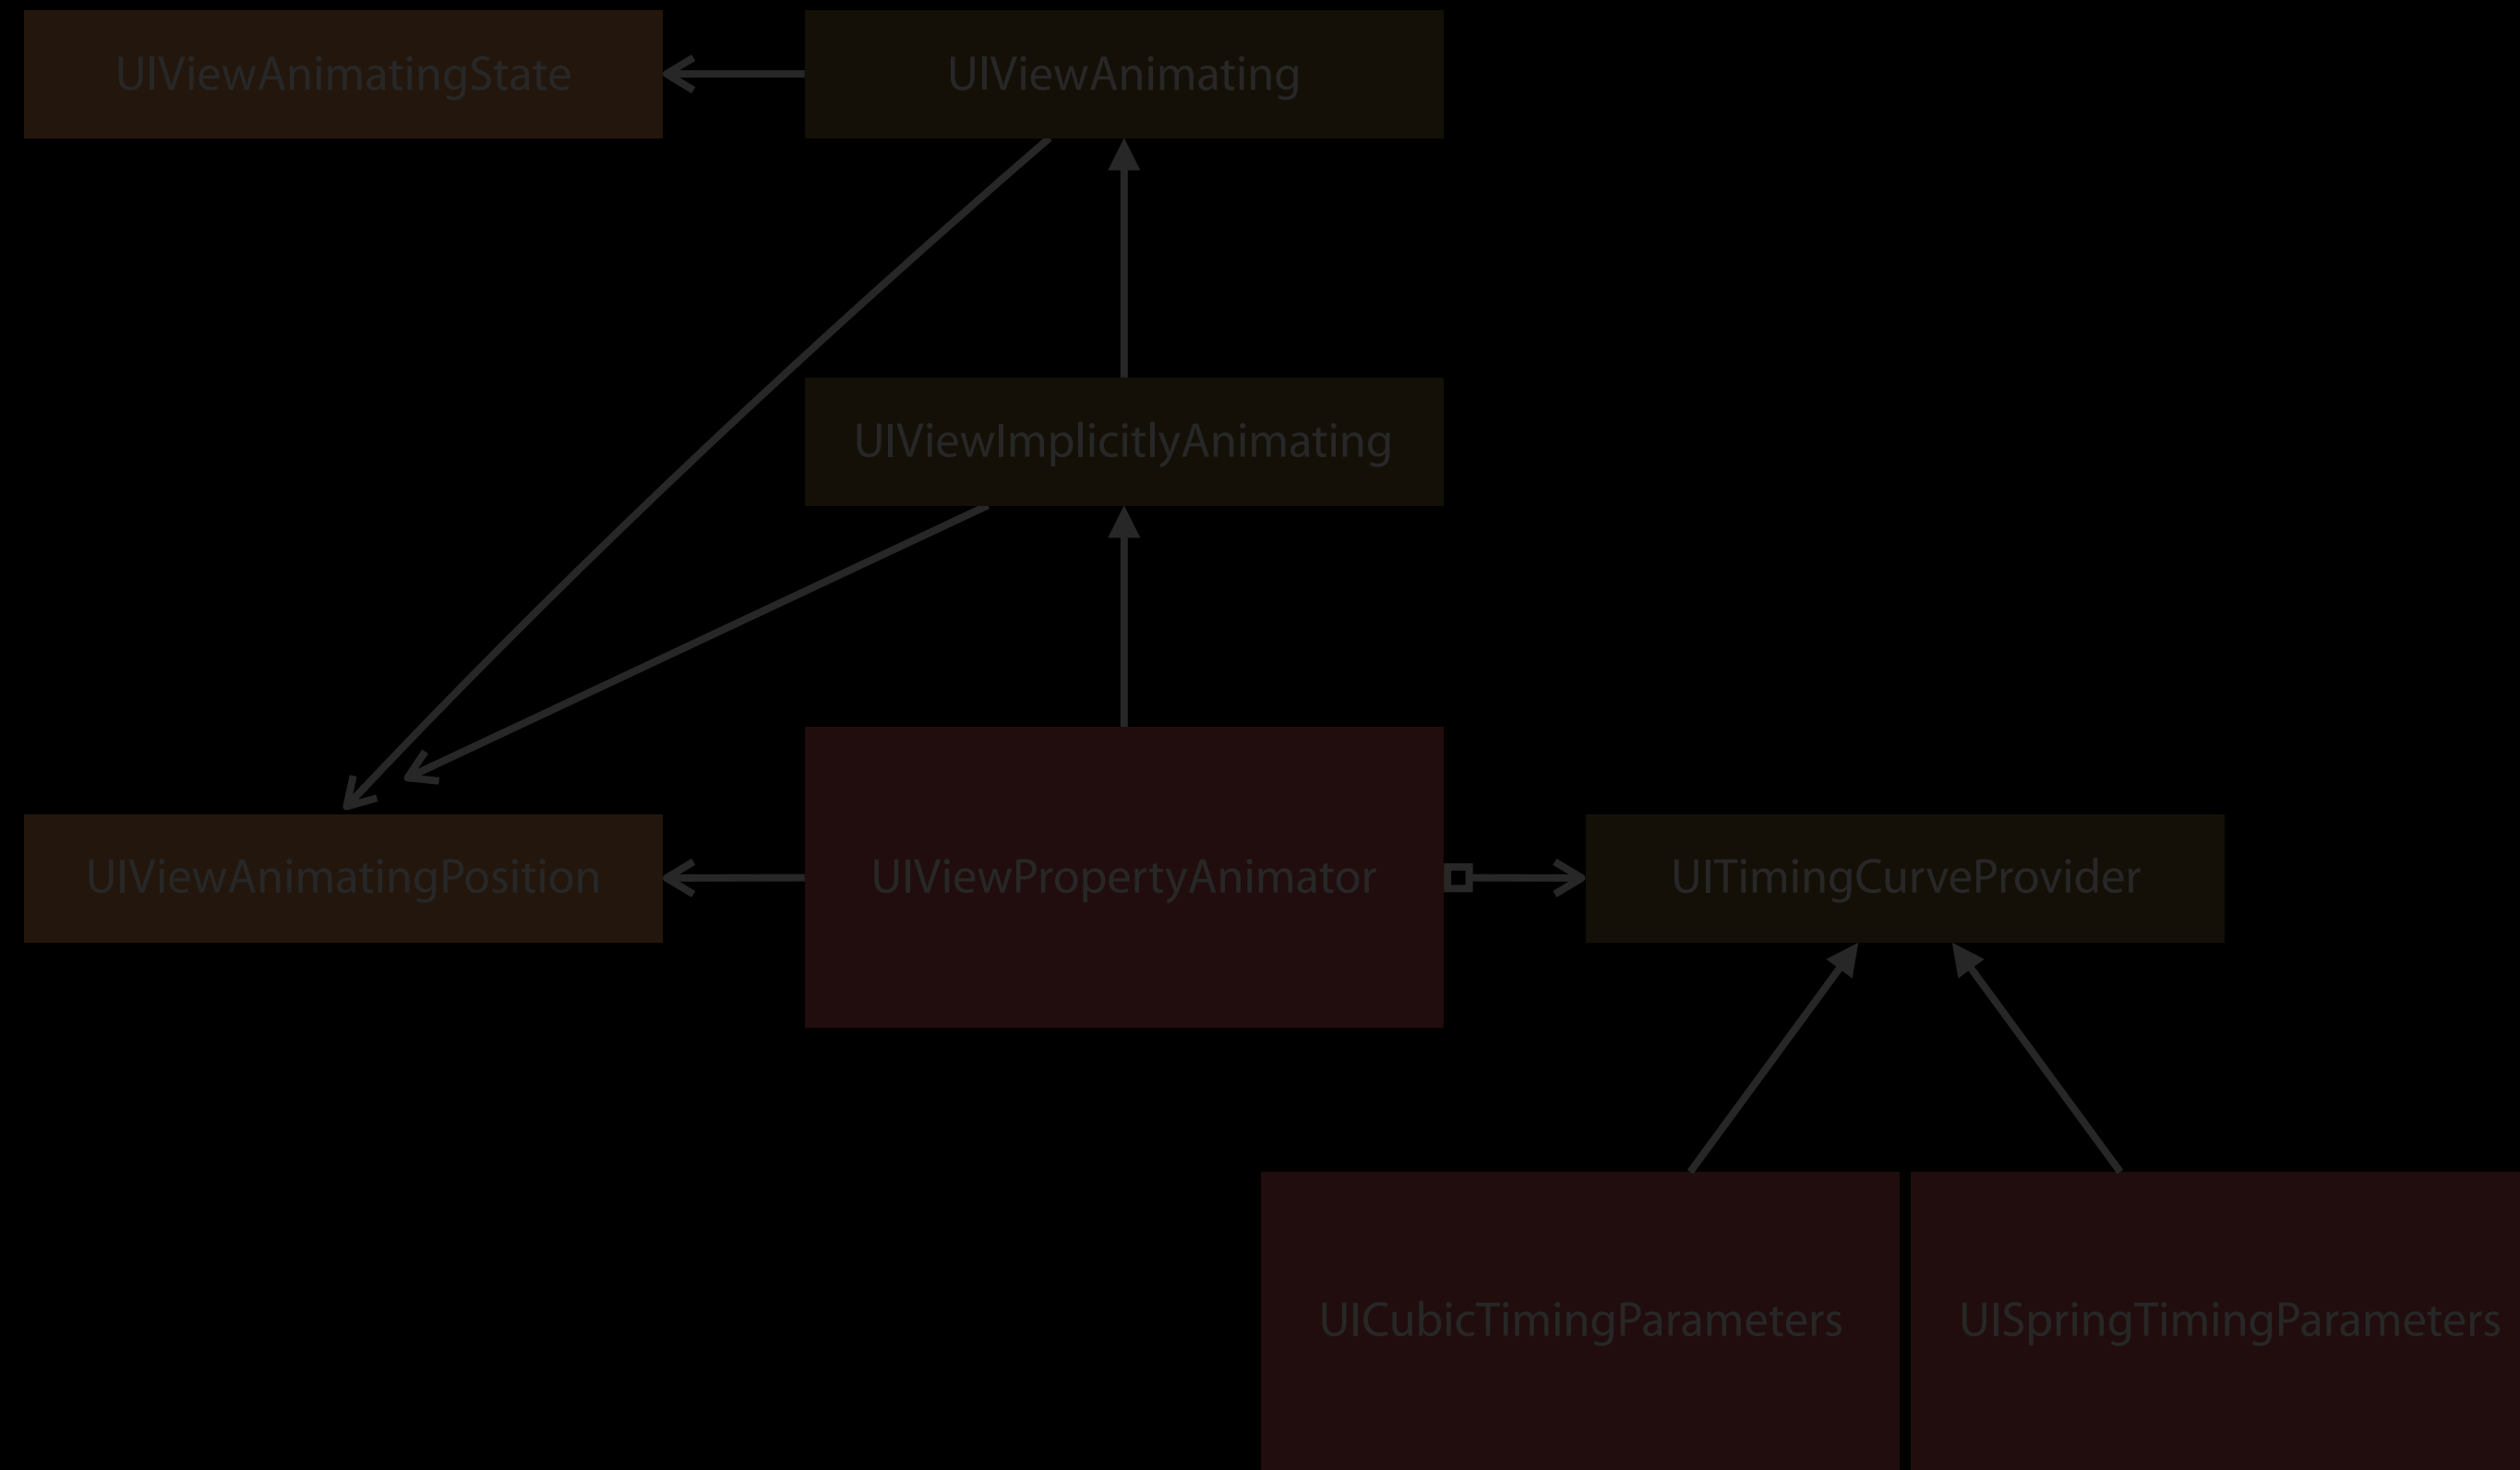 UIViewAnimatingState
UIViewAnimating
UIViewImplicitlyAnimating
UIViewAnimatingPosition
UIViewPropertyAnimator
UITimingCurveProvider
UICubicTimingParameters
UISpringTimingParameters